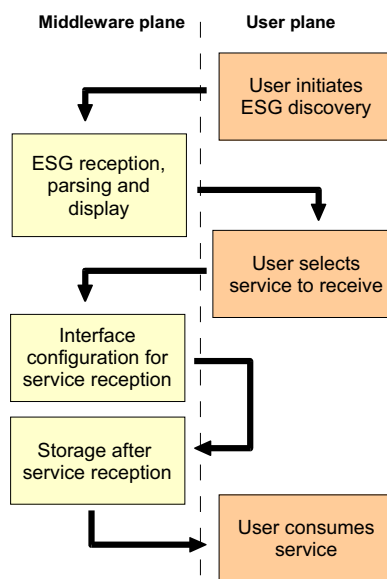 Middleware plane
User plane
User initiates
ESG discovery
ESG reception,
parsing and
display
User selects
service to receive
Interface
configuration for
service reception
Storage after
service reception
User consumes
service